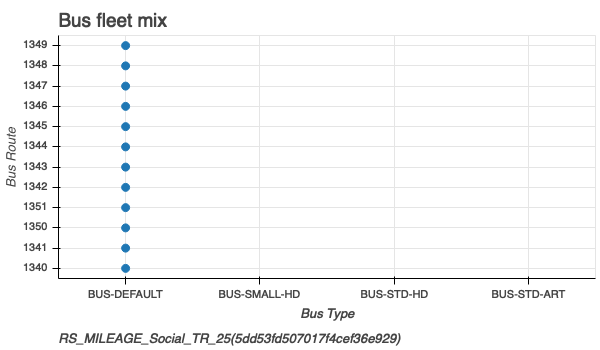 Bus fleet mix
Bus Route
1349
1348
1347
1346
1345
1344
1343
1342
1351
1350
1341
1340
BUS-DEFAULT BUS-SMALL-HD BUS-STD-HD BUS-STD-ART
Bus Type
RS_MILEAGE_Social_TR_25(5dd53fd507017f4cef36e929)